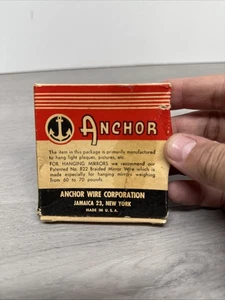 ANCHOR
The item in this package is primarily manufactured
to hang light plaques, pictures, etc.
FOR HANGING MIRRORS we recommend our
Patented No. 822 Braided Mirror Wire which is
made especially for hanging mirrors weighing
from 60 to 70 pounds.
ANCHOR WIRE CORPORATION
JAMAICA 23, NEW YORK
MADE IN U.S.A.